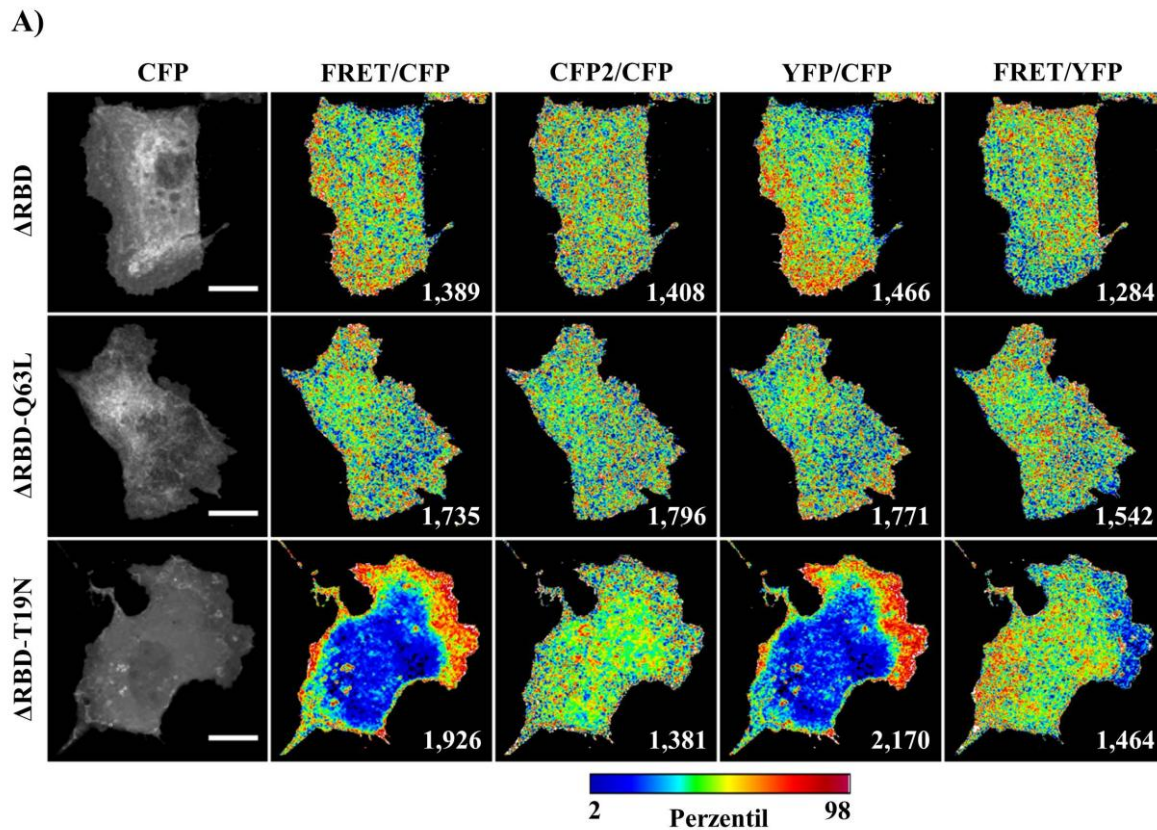 A)
CFP FRET/CFP CFP2/CFP YFP/CFP FRET/YFP
ΔRBD
1,389 1,408 1,466 1,284
ΔRBD-Q63L
1,735 1,796 1,771 1,542
ΔRBD-T19N
1,926 1,381 2,170 1,464
2 98
Perzentil